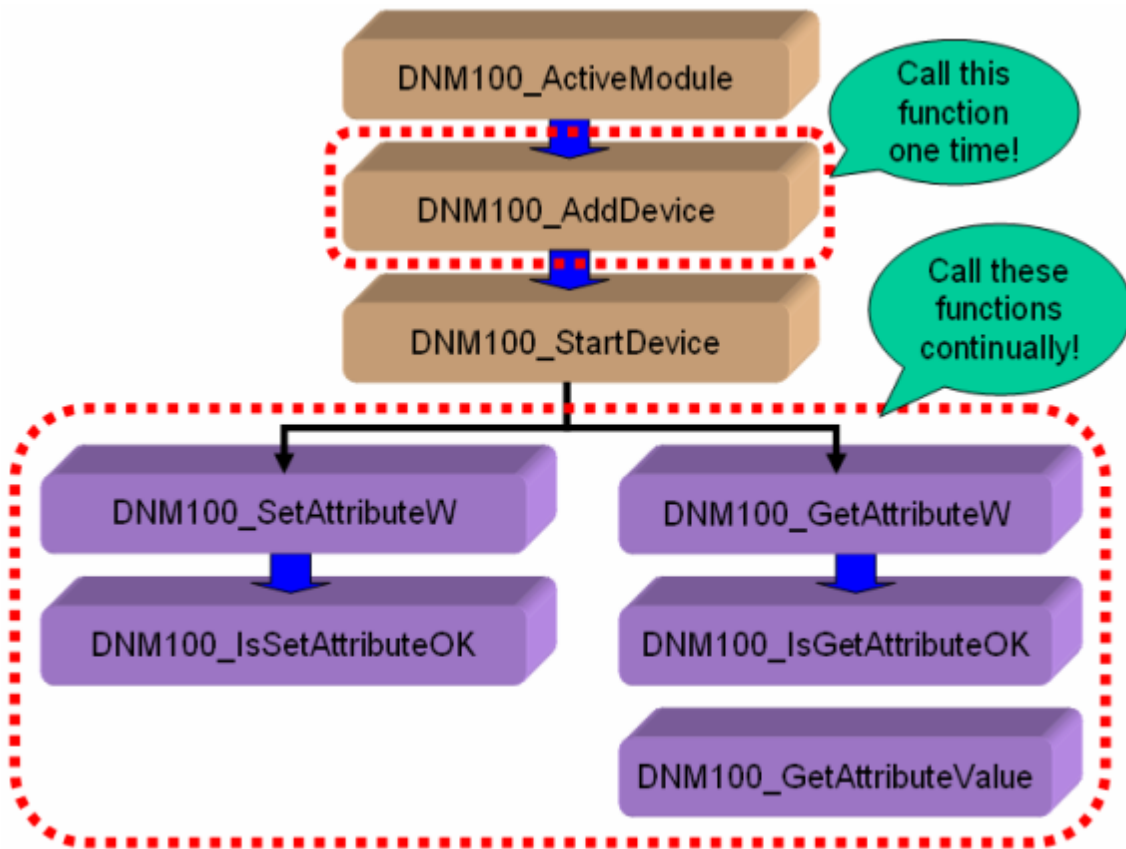 DNM100_ActiveModule
Call this
function
one time!
DNM100_AddDevice
Call these
functions
continually!
DNM100_StartDevice
DNM100_SetAttributeW
DNM100_GetAttributeW
DNM100_IsSetAttributeOK
DNM100_IsGetAttributeOK
DNM100_GetAttributeValue